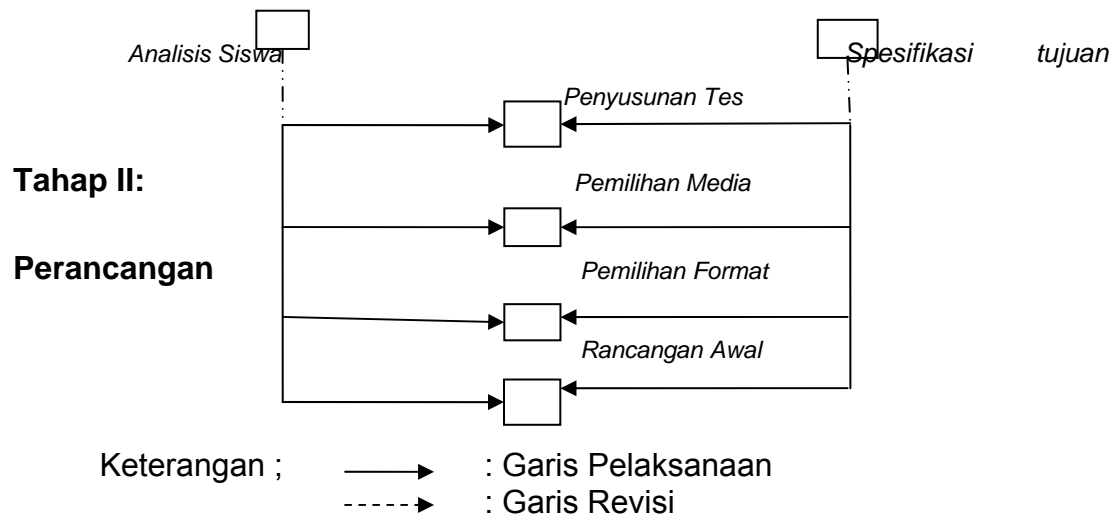 Analisis Siswa
Spesifikasi tujuan
Penyusunan Tes
Tahap II:
Pemilihan Media
Perancangan
Pemilihan Format
Rancangan Awal
Keterangan ; : Garis Pelaksanaan
: Garis Revisi